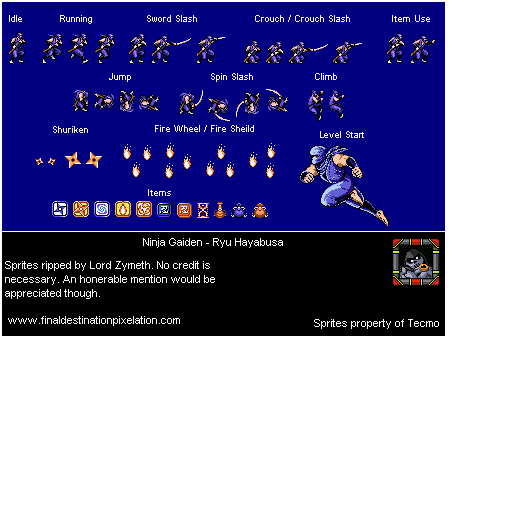 Idle Running Sword Slash Crouch / Crouch Slash Item Use
Jump Spin Slash Climb
Shuriken Fire Wheel / Fire Sheild Level Start
Items
Ninja Gaiden - Ryu Hayabusa
Sprites ripped by Lord Zymeth. No credit is
necessary. An honerable mention would be
appreciated though.
www.finaldestinationpixelation.com
Sprites property of Tecmo